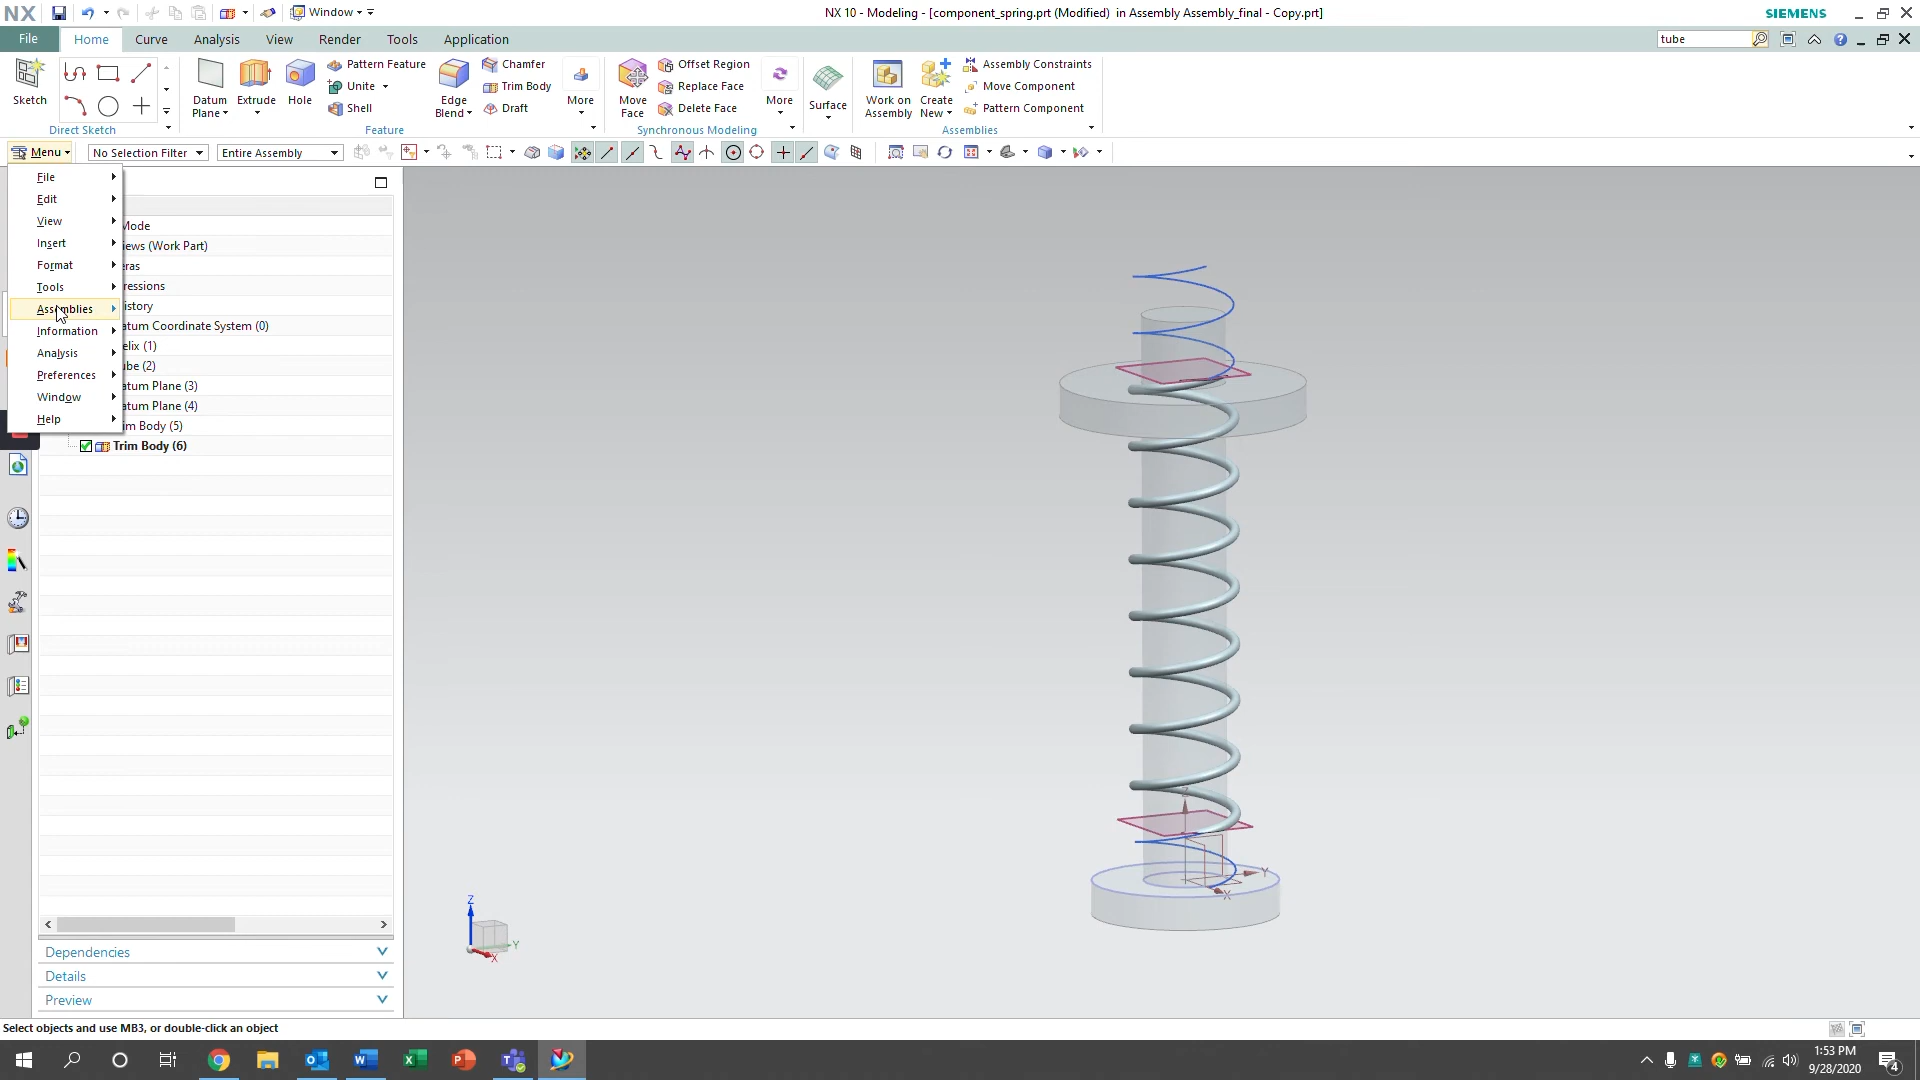 NX
Window
NX 10 - Modeling - [component_spring.prt (Modified) in Assembly Assembly_final - Copy.prt]
SIEMENS
File
Home
Curve
Analysis
View
Render
Tools
Application
tube
Sketch
Direct Sketch
Datum Plane
Extrude
Hole
Pattern Feature
Unite
Shell
Edge Blend
Chamfer
Trim Body
Draft
More
Feature
Move Face
Offset Region
Replace Face
Delete Face
More
Synchronous Modeling
Surface
Work on Assembly
Create New
Assembly Constraints
Move Component
Pattern Component
Assemblies
Menu
No Selection Filter
Entire Assembly
File
Edit
View
Insert
Format
Tools
Assemblies
Information
Analysis
Preferences
Window
Help
Mode
iews (Work Part)
eras
ressions
istory
atum Coordinate System (0)
elix (1)
ube (2)
atum Plane (3)
atum Plane (4)
im Body (5)
Trim Body (6)
Z
Y
X
Z
Y
X
Dependencies
Details
Preview
Select objects and use MB3, or double-click an object
1:53 PM
9/28/2020
4